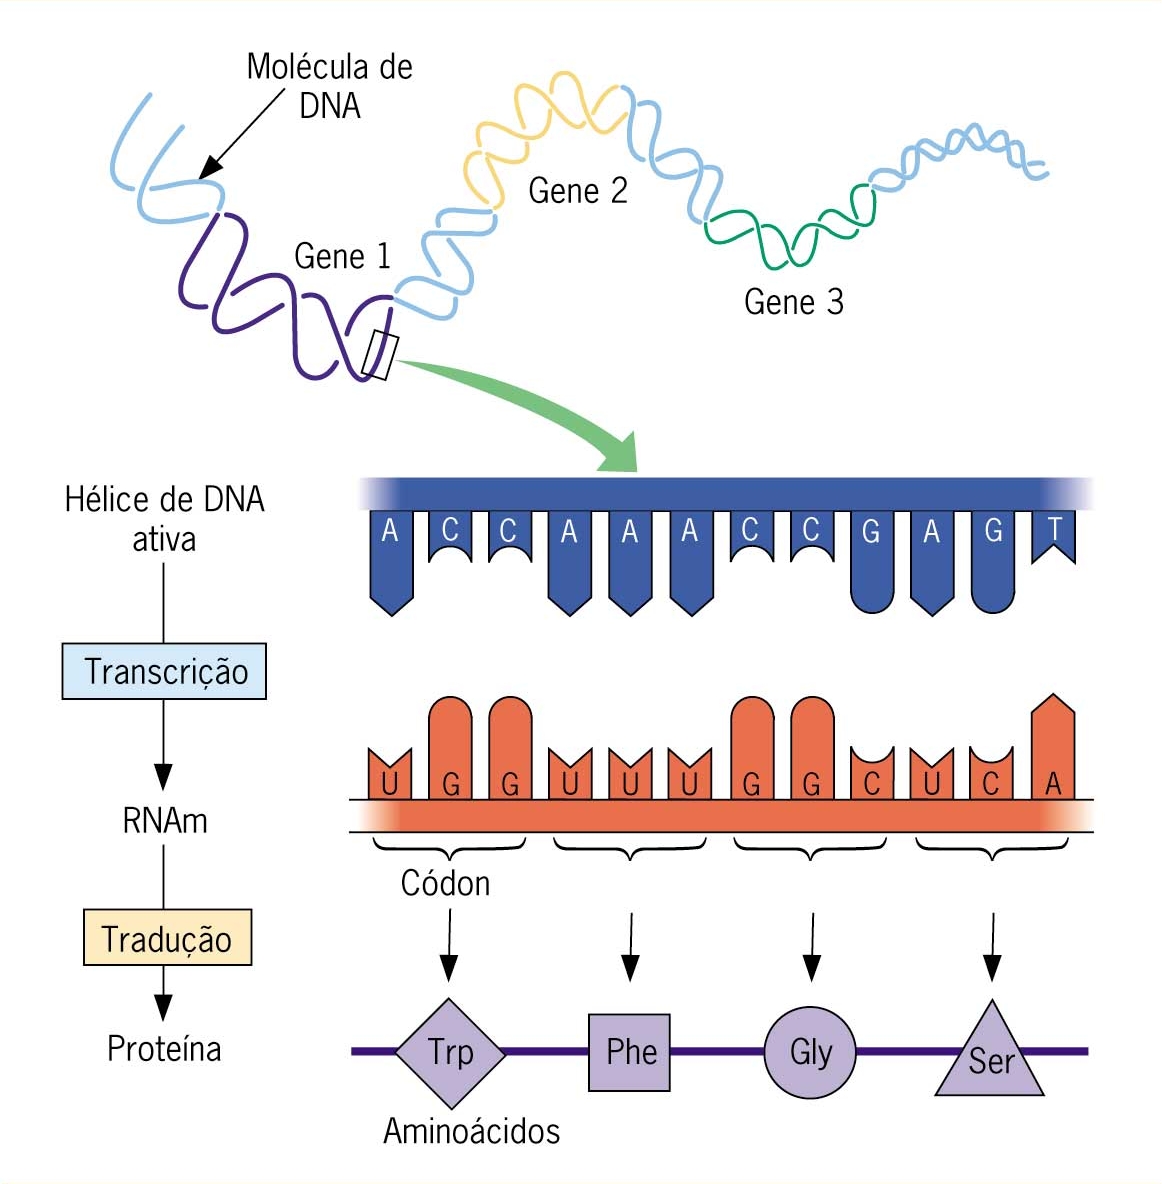 Molécula de
DNA
Gene 1
Gene 2
Gene 3
Hélice de DNA
ativa
A C C A A A C C G A G T
Transcrição
U G G U U U G G C U C A
RNAm
Códon
Tradução
Proteína
Trp Phe Gly Ser
Aminoácidos